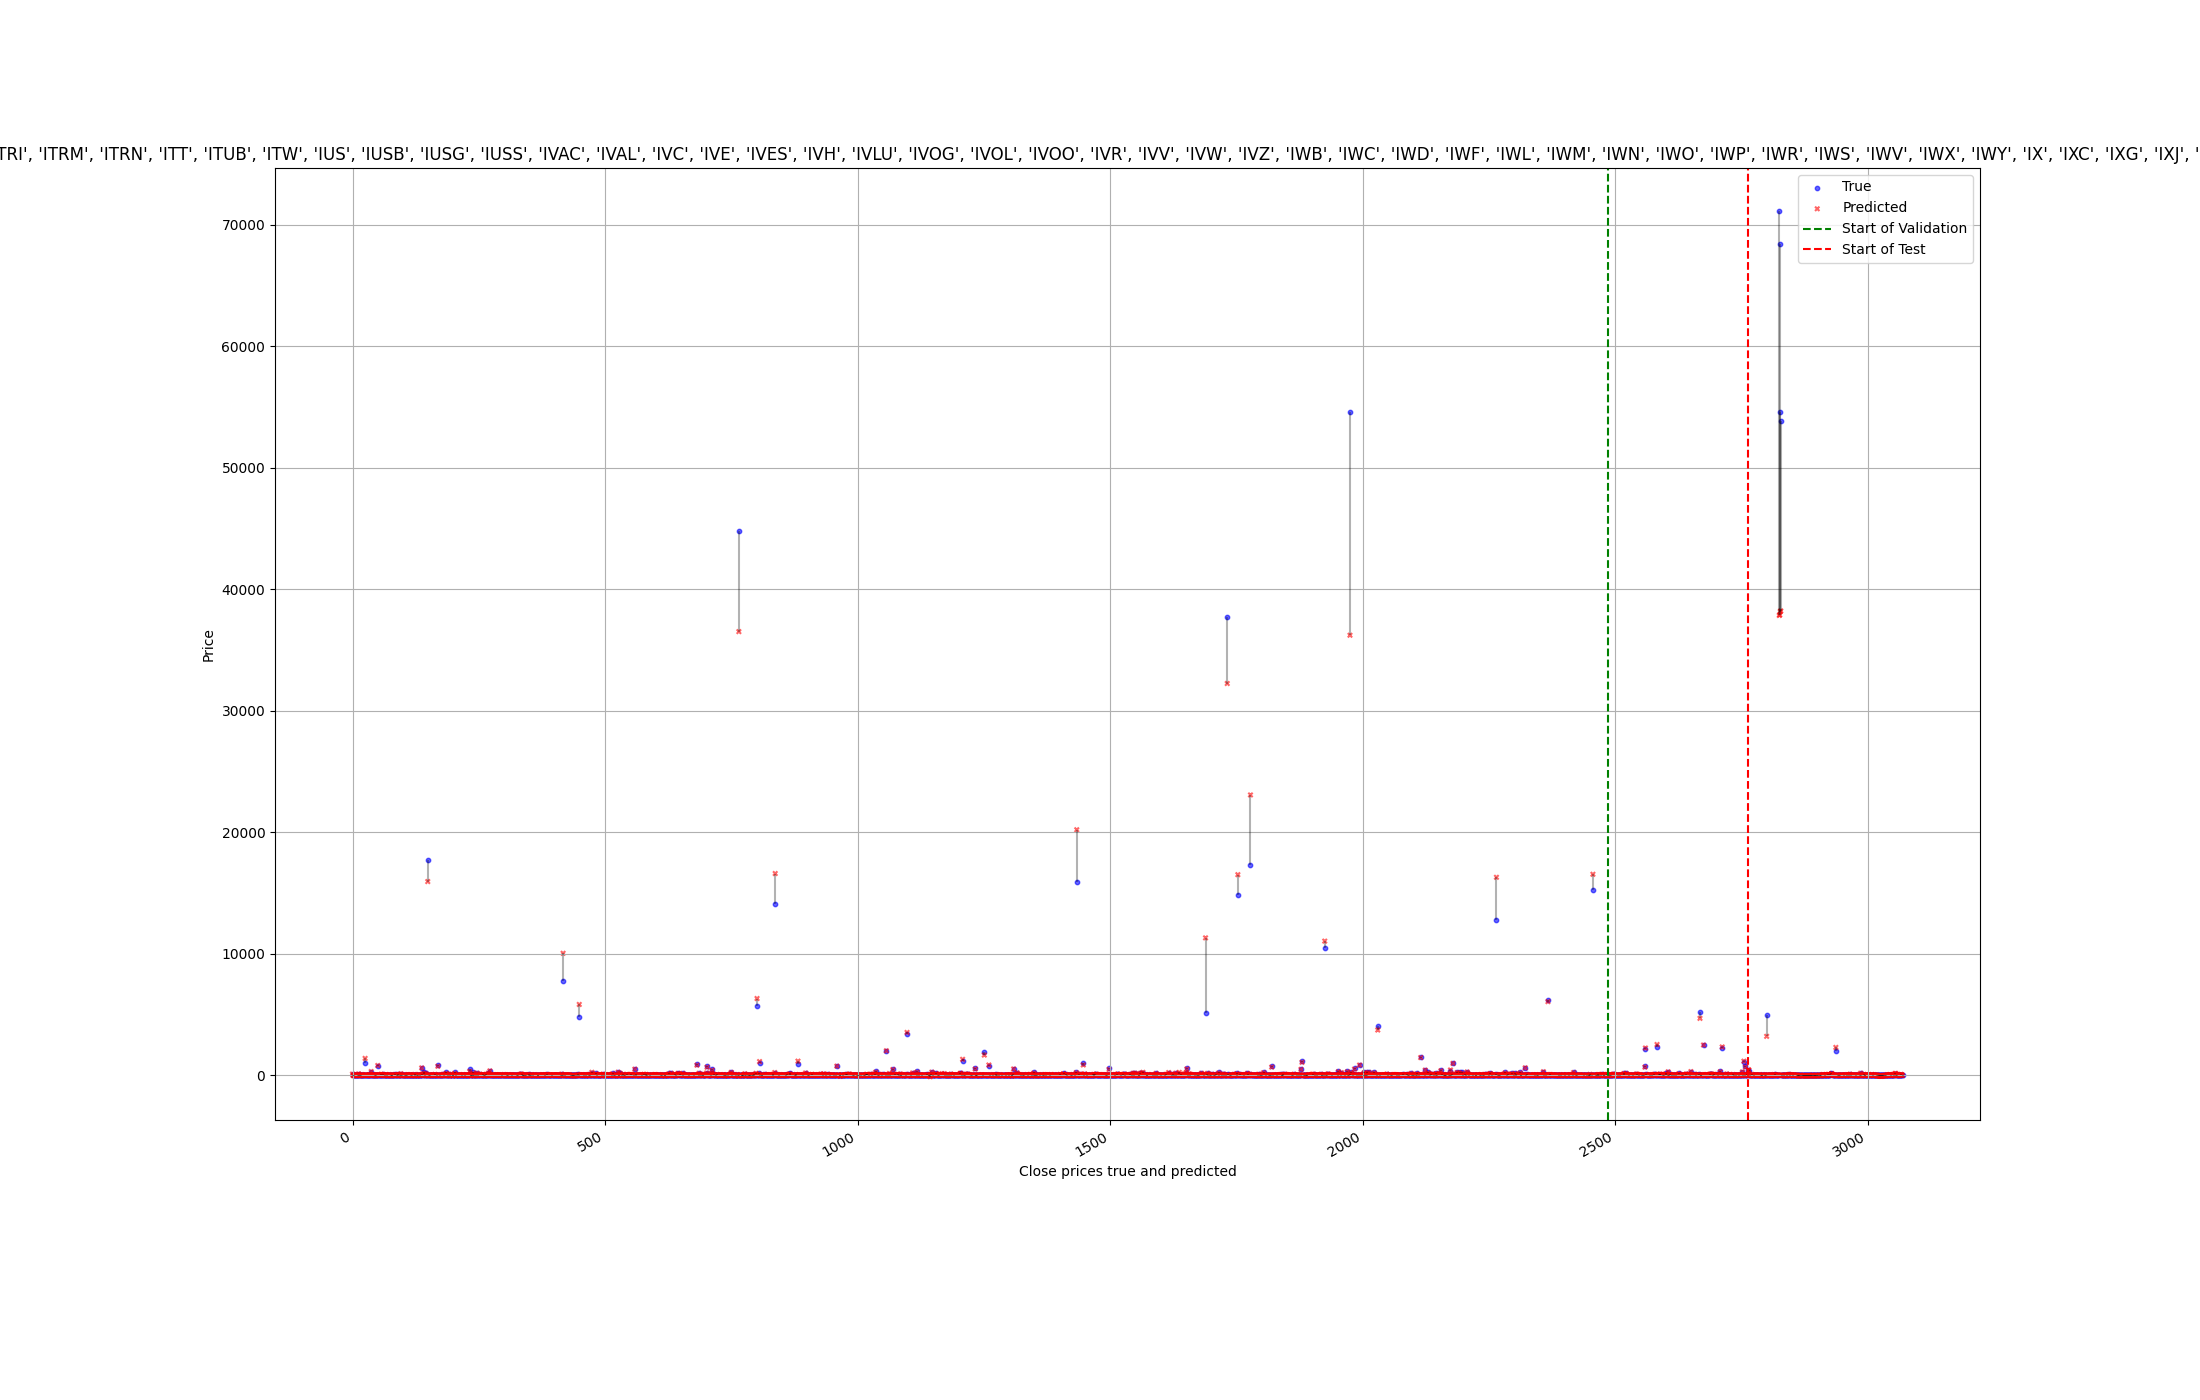 TRI', 'ITRM', 'ITRN', 'ITT', 'ITUB', 'ITW', 'IUS', 'IUSB', 'IUSG', 'IUSS', 'IVAC', 'IVAL', 'IVC', 'IVE', 'IVES', 'IVH', 'IVLU', 'IVOG', 'IVOL', 'IVOO', 'IVR', 'IVV', 'IVW', 'IVZ', 'IWB', 'IWC', 'IWD', 'IWF', 'IWL', 'IWM', 'IWN', 'IWO', 'IWP', 'IWR', 'IWS', 'IWV', 'IWX', 'IWY', 'IX', 'IXC', 'IXG', 'IXJ', '
True
Predicted
Start of Validation
Start of Test
70000
60000
50000
40000
30000
20000
10000
0
Price
0 500 1000 1500 2000 2500 3000
Close prices true and predicted